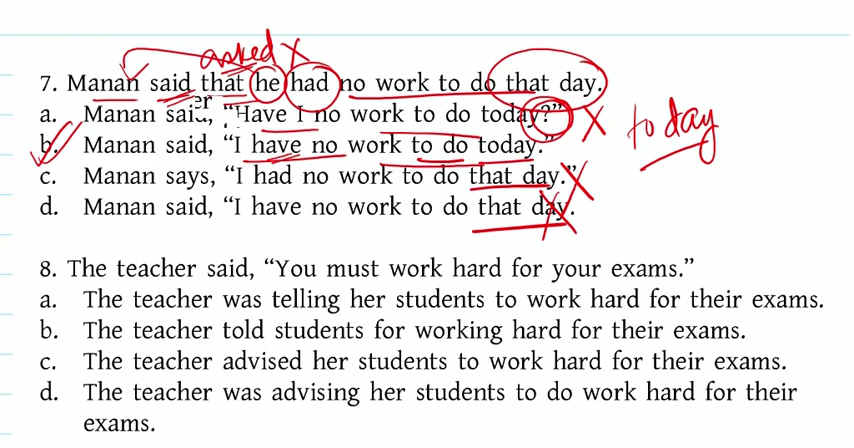 asked
7. Manan said that he had no work to do that day.
er
a. Manan said, “Have I no work to do today?”
today
b. Manan said, “I have no work to do today.”
c. Manan says, “I had no work to do that day.”
d. Manan said, “I have no work to do that day.
8. The teacher said, “You must work hard for your exams.”
a. The teacher was telling her students to work hard for their exams.
b. The teacher told students for working hard for their exams.
c. The teacher advised her students to work hard for their exams.
d. The teacher was advising her students to do work hard for their
exams.